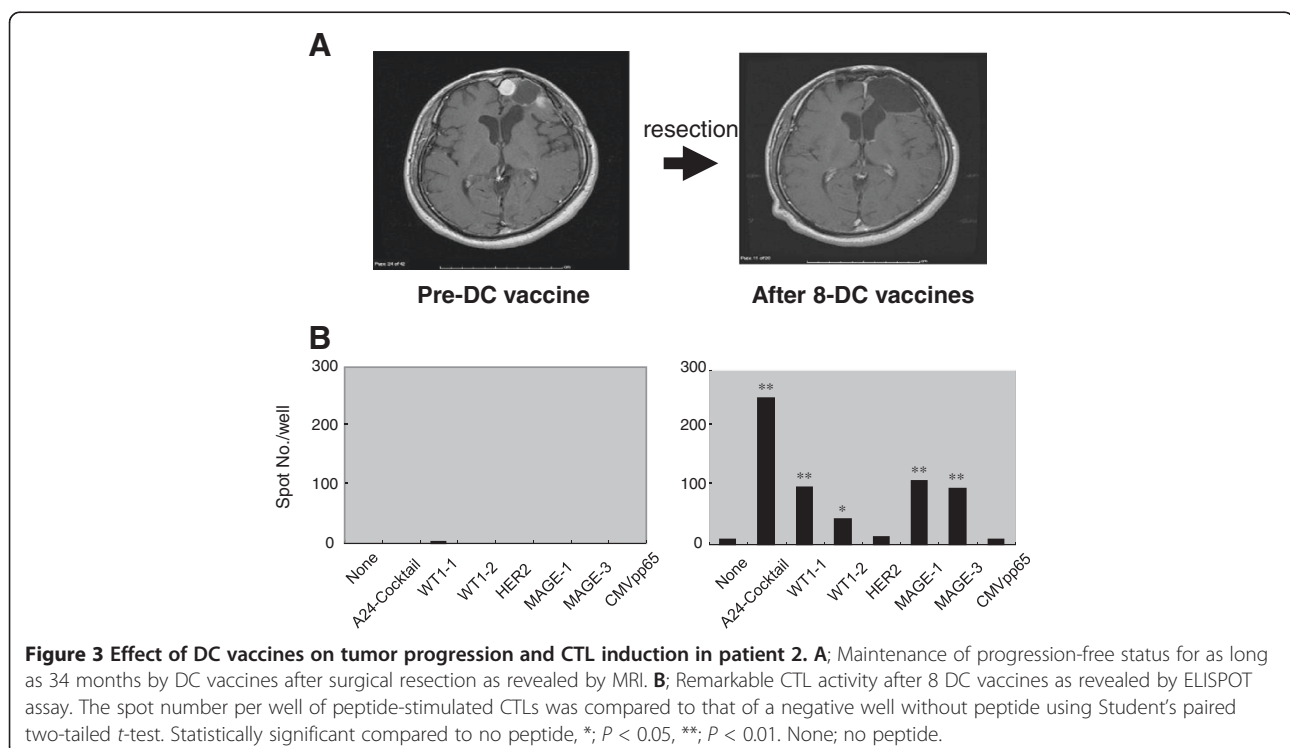 A
resection
Pre-DC vaccine
After 8-DC vaccines
B
300
200
100
0
Spot No./well
None
A24-Cocktail
WT1-1
WT1-2
HER2
MAGE-1
MAGE-3
CMVpp65
300
200
100
0
**
**
*
**
**
None
A24-Cocktail
WT1-1
WT1-2
HER2
MAGE-1
MAGE-3
CMVpp65
Figure 3 Effect of DC vaccines on tumor progression and CTL induction in patient 2. A; Maintenance of progression-free status for as long
as 34 months by DC vaccines after surgical resection as revealed by MRI. B; Remarkable CTL activity after 8 DC vaccines as revealed by ELISPOT
assay. The spot number per well of peptide-stimulated CTLs was compared to that of a negative well without peptide using Student's paired
two-tailed t-test. Statistically significant compared to no peptide, *; P < 0.05, **; P < 0.01. None; no peptide.